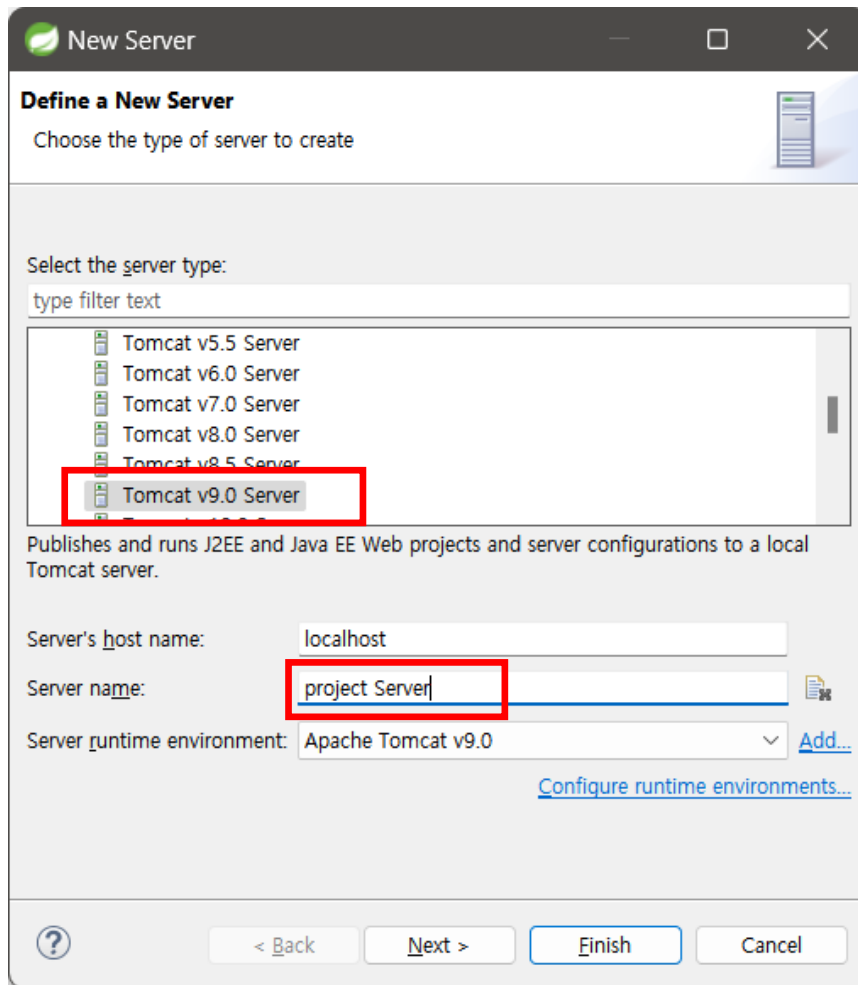 New Server
Define a New Server
Choose the type of server to create
Select the server type:
type filter text
Tomcat v5.5 Server
Tomcat v6.0 Server
Tomcat v7.0 Server
Tomcat v8.0 Server
Tomcat v8.5 Server
Tomcat v9.0 Server
Publishes and runs J2EE and Java EE Web projects and server configurations to a local
Tomcat server.
Server's host name: localhost
Server name: project Server
Server runtime environment: Apache Tomcat v9.0 Add...
Configure runtime environments...
? < Back Next > Finish Cancel